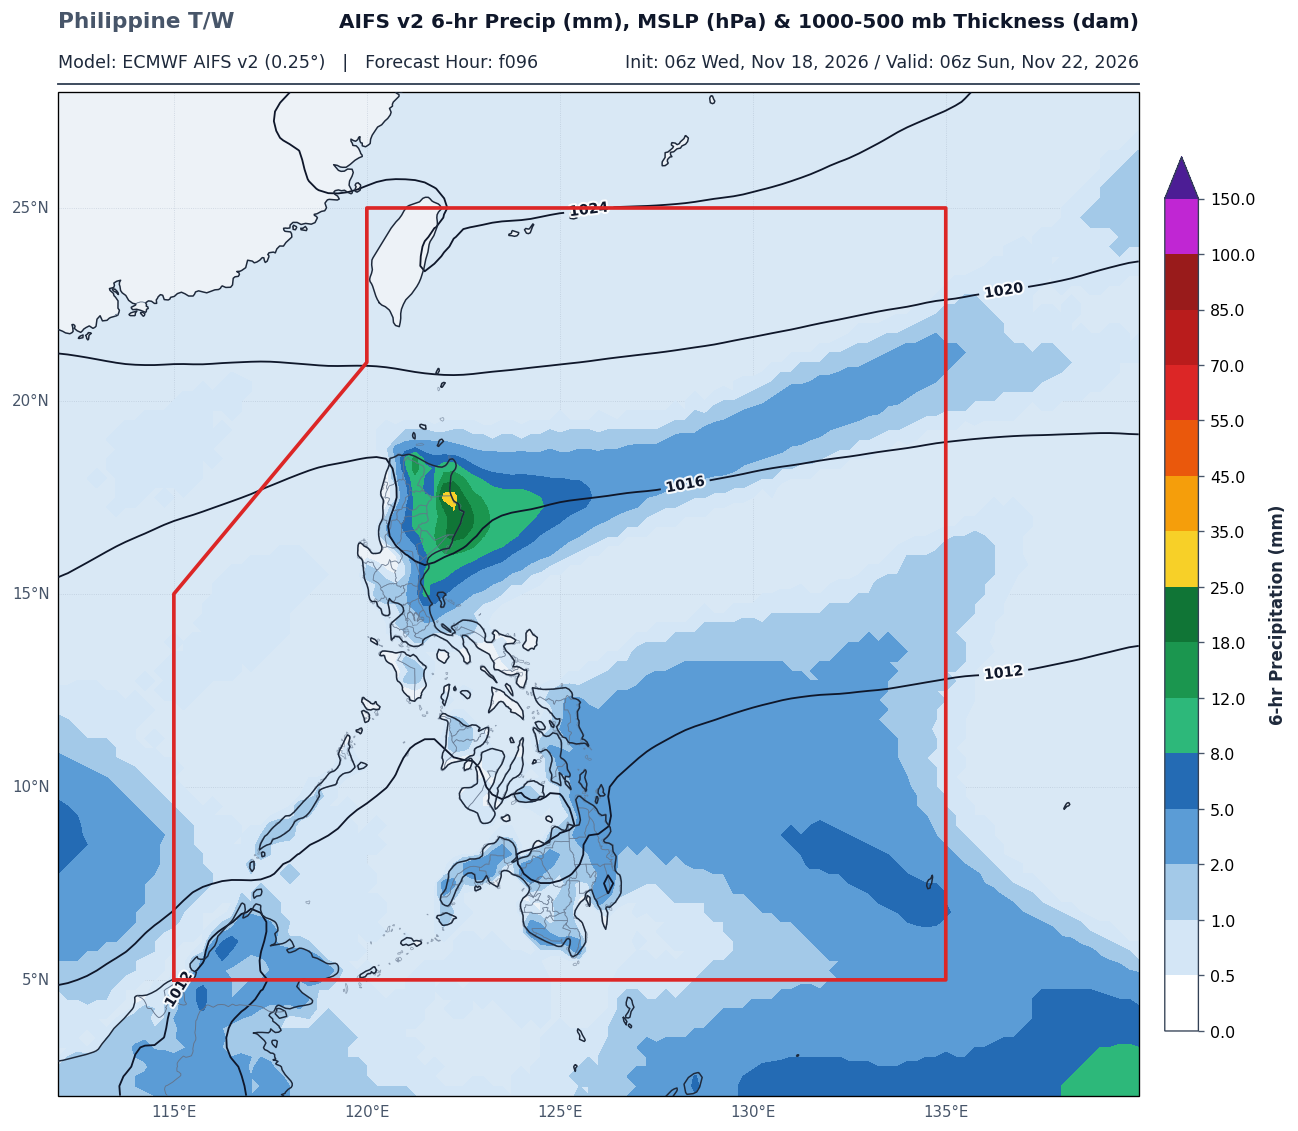 Philippine T/W
AIFS v2 6-hr Precip (mm), MSLP (hPa) & 1000-500 mb Thickness (dam)
Model: ECMWF AIFS v2 (0.25°) | Forecast Hour: f096
Init: 06z Wed, Nov 18, 2026 / Valid: 06z Sun, Nov 22, 2026
25°N
20°N
15°N
10°N
5°N
1024
1020
1016
1012
1012
115°E
120°E
125°E
130°E
135°E
150.0
100.0
85.0
70.0
55.0
45.0
35.0
25.0
18.0
12.0
8.0
5.0
2.0
1.0
0.5
0.0
6-hr Precipitation (mm)